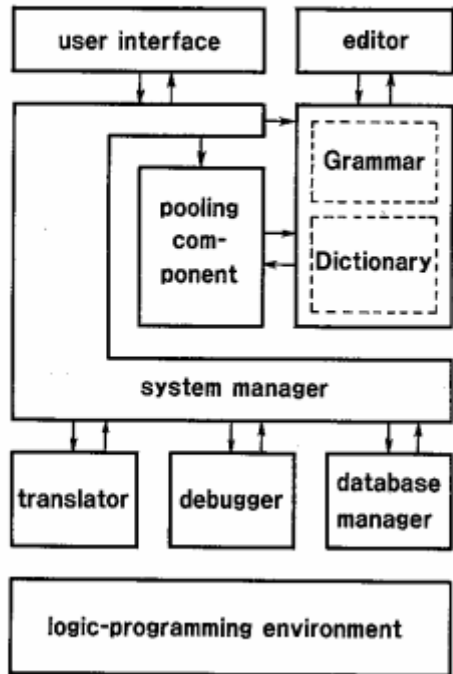 user interface
editor
Grammar
pooling
com-
ponent
Dictionary
system manager
translator
debugger
database
manager
logic-programming environment